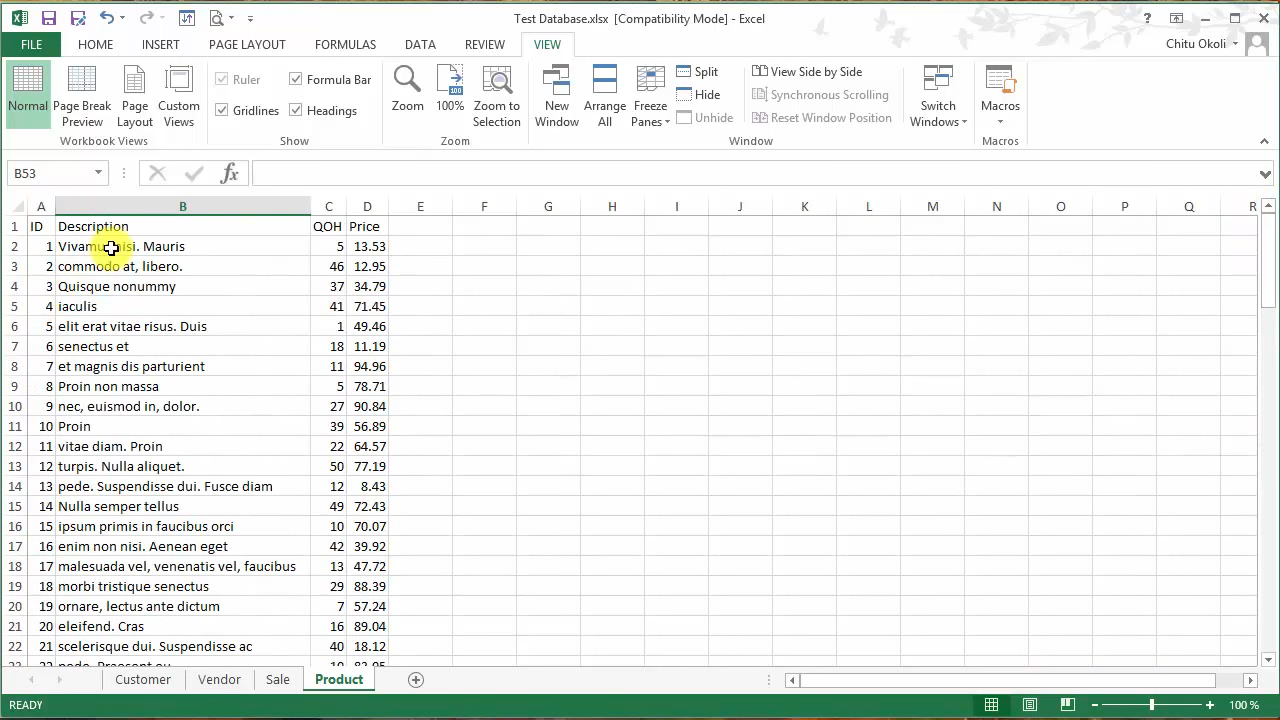 Test Database.xlsx [Compatibility Mode] - Excel
?
FILE HOME INSERT PAGE LAYOUT FORMULAS DATA REVIEW VIEW Chitu Okoli
Normal
Page Break Preview
Page Layout
Custom Views
Workbook Views
Ruler
Formula Bar
Gridlines
Headings
Show
Zoom
100%
Zoom to Selection
Zoom
New Window
Arrange All
Freeze Panes
Split
Hide
Unhide
View Side by Side
Synchronous Scrolling
Reset Window Position
Window
Switch Windows
Macros
Macros
B53 fx
A B C D E F G H I J K L M N O P Q R
1 ID Description QOH Price
2 1 Vivamus nisi. Mauris 5 13.53
3 2 commodo at, libero. 46 12.95
4 3 Quisque nonummy 37 34.79
5 4 iaculis 41 71.45
6 5 elit erat vitae risus. Duis 1 49.46
7 6 senectus et 18 11.19
8 7 et magnis dis parturient 11 94.96
9 8 Proin non massa 5 78.71
10 9 nec, euismod in, dolor. 27 90.84
11 10 Proin 39 56.89
12 11 vitae diam. Proin 22 64.57
13 12 turpis. Nulla aliquet. 50 77.19
14 13 pede. Suspendisse dui. Fusce diam 12 8.43
15 14 Nulla semper tellus 49 72.43
16 15 ipsum primis in faucibus orci 10 70.07
17 16 enim non nisi. Aenean eget 42 39.92
18 17 malesuada vel, venenatis vel, faucibus 13 47.72
19 18 morbi tristique senectus 29 88.39
20 19 ornare, lectus ante dictum 7 57.24
21 20 eleifend. Cras 16 89.04
22 21 scelerisque dui. Suspendisse ac 40 18.12
Customer Vendor Sale Product
READY 100 %